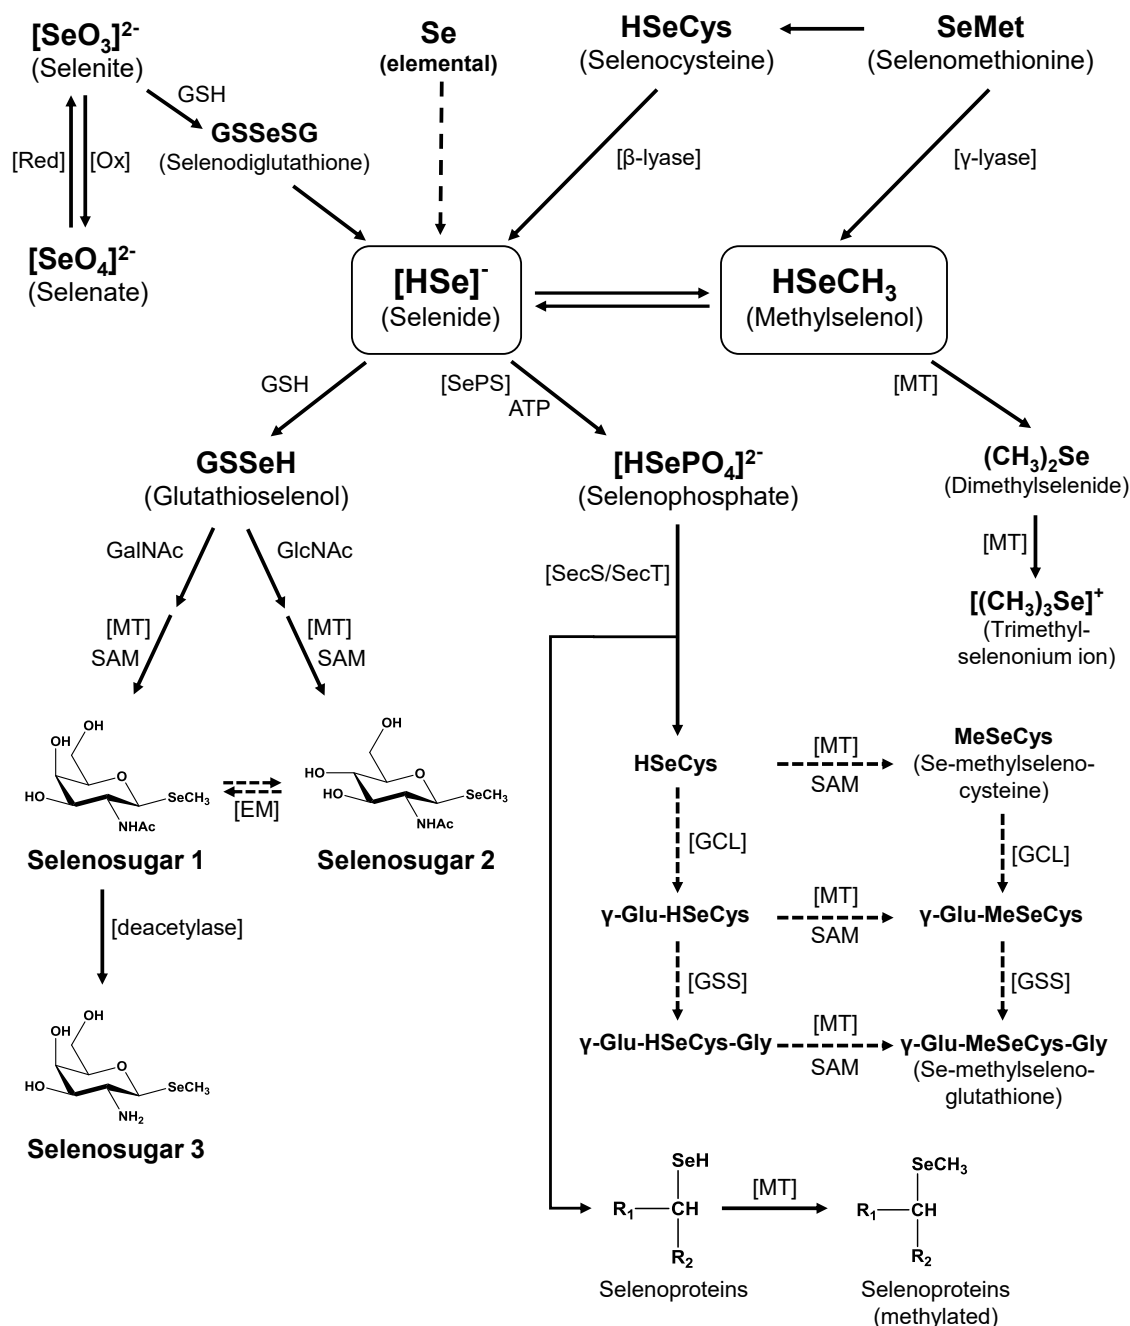 [SeO3]2-
(Selenite)
Se
(elemental)
HSeCys
(Selenocysteine)
SeMet
(Selenomethionine)
GSH
GSSeSG
(Selenodiglutathione)
[Red]
[Ox]
[β-lyase]
[γ-lyase]
[SeO4]2-
(Selenate)
[HSe]-
(Selenide)
HSeCH3
(Methylselenol)
GSH
[SePS]
ATP
[MT]
GSSeH
(Glutathioselenol)
[HSePO4]2-
(Selenophosphate)
(CH3)2Se
(Dimethylselenide)
GalNAc
GlcNAc
[SecS/SecT]
[MT]
[(CH3)3Se]+
(Trimethyl-
selenonium ion)
[MT]
SAM
[MT]
SAM
OH
OH
O
HO
SeCH3
NHAc
Selenosugar 1
[EM]
OH
HO
O
HO
SeCH3
NHAc
Selenosugar 2
HSeCys
[MT]
SAM
MeSeCys
(Se-methylseleno-
cysteine)
[GCL]
[GCL]
γ-Glu-HSeCys
[MT]
SAM
γ-Glu-MeSeCys
[deacetylase]
[GSS]
[GSS]
γ-Glu-HSeCys-Gly
[MT]
SAM
γ-Glu-MeSeCys-Gly
(Se-methylseleno-
glutathione)
OH
OH
O
HO
SeCH3
NH2
Selenosugar 3
SeH
R1
CH
R2
Selenoproteins
[MT]
SeCH3
R1
CH
R2
Selenoproteins
(methylated)